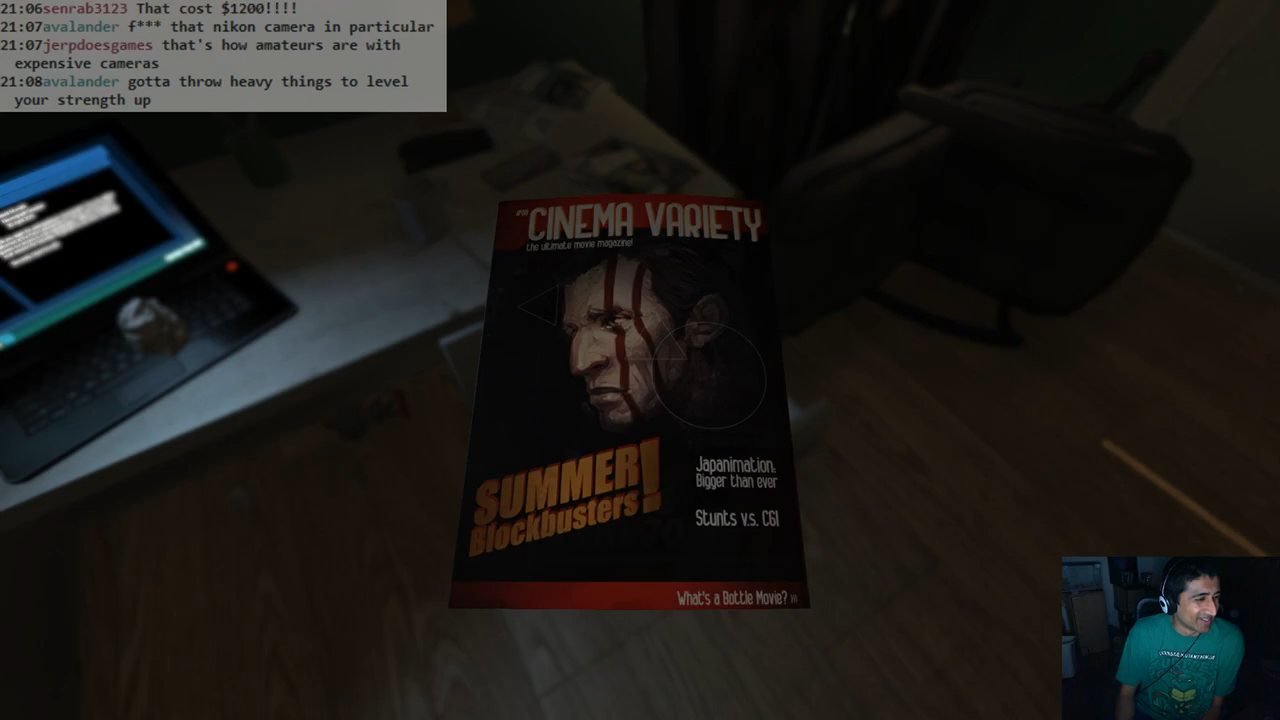 21:06senrab3123 That cost $1200!!!!
21:07avalander f*** that nikon camera in particular
21:07jerpdoesgames that's how amateurs are with
expensive cameras
21:08avalander gotta throw heavy things to level
your strength up
CINEMA VARIETY
the ultimate movie magazine!
SUMMER!
Blockbusters
Japanimation:
Bigger than ever
Stunts v.s. CGI
What's a Bottle Movie? »